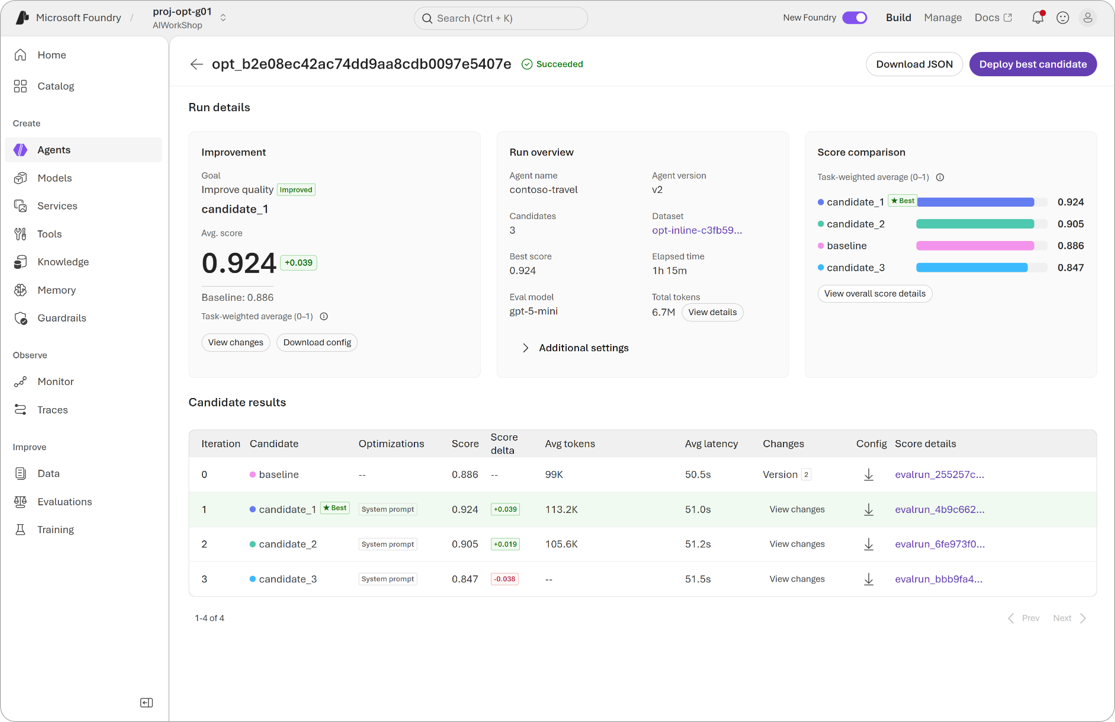 Microsoft Foundry / proj-opt-g01
AIWorkShop
Search (Ctrl + K)
New Foundry Build Manage Docs
Home
Catalog
Create
Agents
Models
Services
Tools
Knowledge
Memory
Guardrails
Observe
Monitor
Traces
Improve
Data
Evaluations
Training
opt_b2e08ec42ac74dd9aa8cdb0097e5407e Succeeded
Download JSON Deploy best candidate
Run details
Improvement
Goal
Improve quality Improved
candidate_1
Avg. score
0.924 +0.039
Baseline: 0.886
Task-weighted average (0–1)
View changes Download config
Run overview
Agent name Agent version
contoso-travel v2
Candidates Dataset
3 opt-inline-c3fb59...
Best score Elapsed time
0.924 1h 15m
Eval model Total tokens
gpt-5-mini 6.7M View details
Additional settings
Score comparison
Task-weighted average (0–1)
candidate_1 ★ Best 0.924
candidate_2 0.905
baseline 0.886
candidate_3 0.847
View overall score details
Candidate results
Iteration Candidate Optimizations Score Score delta Avg tokens Avg latency Changes Config Score details
0 baseline -- 0.886 -- 99K 50.5s Version 2 evalrun_255257c...
1 candidate_1 ★ Best System prompt 0.924 +0.039 113.2K 51.0s View changes evalrun_4b9c662...
2 candidate_2 System prompt 0.905 +0.019 105.6K 51.2s View changes evalrun_6fe973f0...
3 candidate_3 System prompt 0.847 -0.038 -- 51.5s View changes evalrun_bbb9fa4...
1-4 of 4
Prev Next